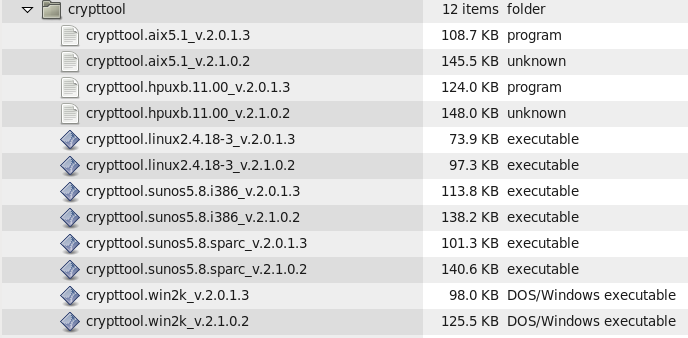 crypttool 12 items folder
crypttool.aix5.1_v.2.0.1.3 108.7 KB program
crypttool.aix5.1_v.2.1.0.2 145.5 KB unknown
crypttool.hpuxb.11.00_v.2.0.1.3 124.0 KB program
crypttool.hpuxb.11.00_v.2.1.0.2 148.0 KB unknown
crypttool.linux2.4.18-3_v.2.0.1.3 73.9 KB executable
crypttool.linux2.4.18-3_v.2.1.0.2 97.3 KB executable
crypttool.sunos5.8.i386_v.2.0.1.3 113.8 KB executable
crypttool.sunos5.8.i386_v.2.1.0.2 138.2 KB executable
crypttool.sunos5.8.sparc_v.2.0.1.3 101.3 KB executable
crypttool.sunos5.8.sparc_v.2.1.0.2 140.6 KB executable
crypttool.win2k_v.2.0.1.3 98.0 KB DOS/Windows executable
crypttool.win2k_v.2.1.0.2 125.5 KB DOS/Windows executable